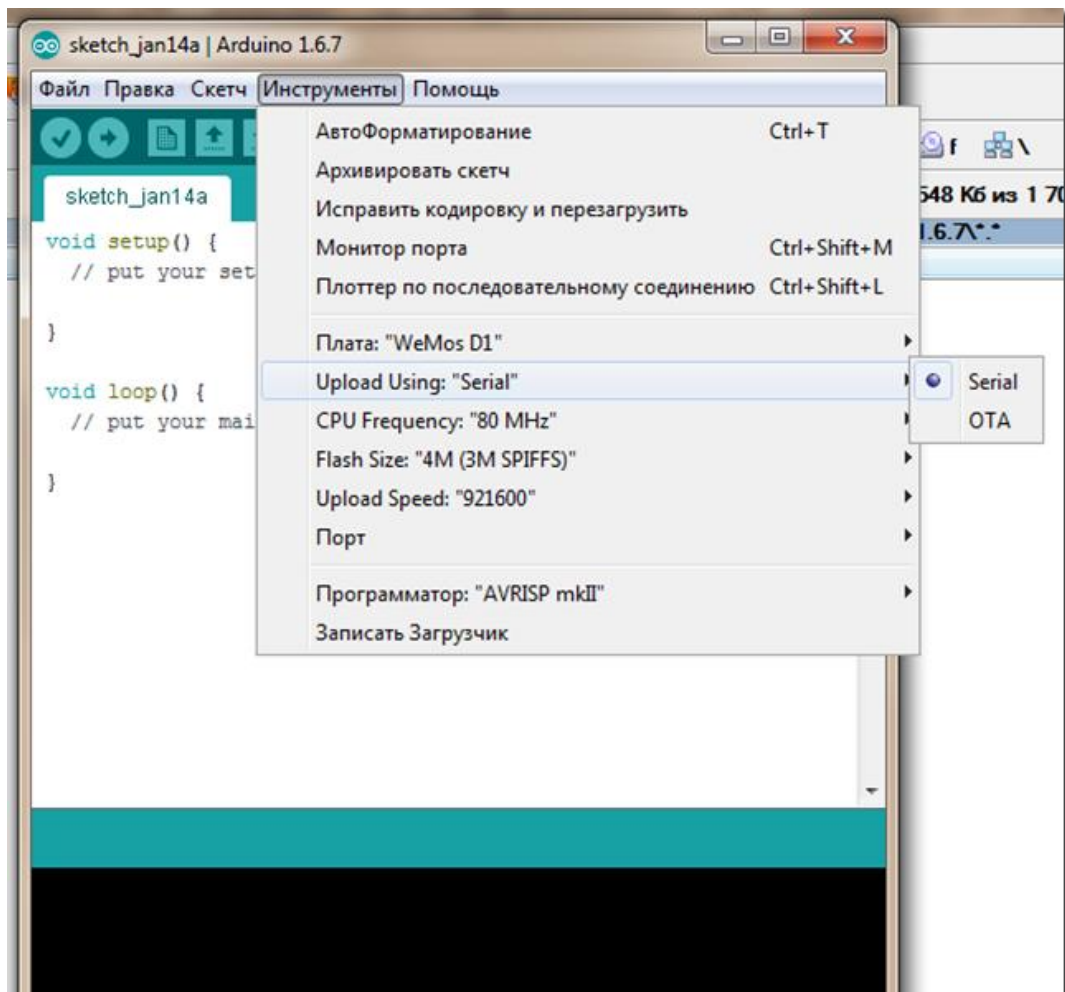 sketch_jan14a | Arduino 1.6.7
Файл Правка Скетч Инструменты Помощь
АвтоФорматирование Ctrl+T
Архивировать скетч
Исправить кодировку и перезагрузить
Монитор порта Ctrl+Shift+M
Плоттер по последовательному соединению Ctrl+Shift+L
Плата: "WeMos D1"
Upload Using: "Serial"
CPU Frequency: "80 MHz"
Flash Size: "4M (3M SPIFFS)"
Upload Speed: "921600"
Порт
Программатор: "AVRISP mkII"
Записать Загрузчик
Serial
OTA
sketch_jan14a
void setup() {
// put your set
}
void loop() {
// put your mai
}
f \
548 Кб из 1 70
1.6.7\*.*